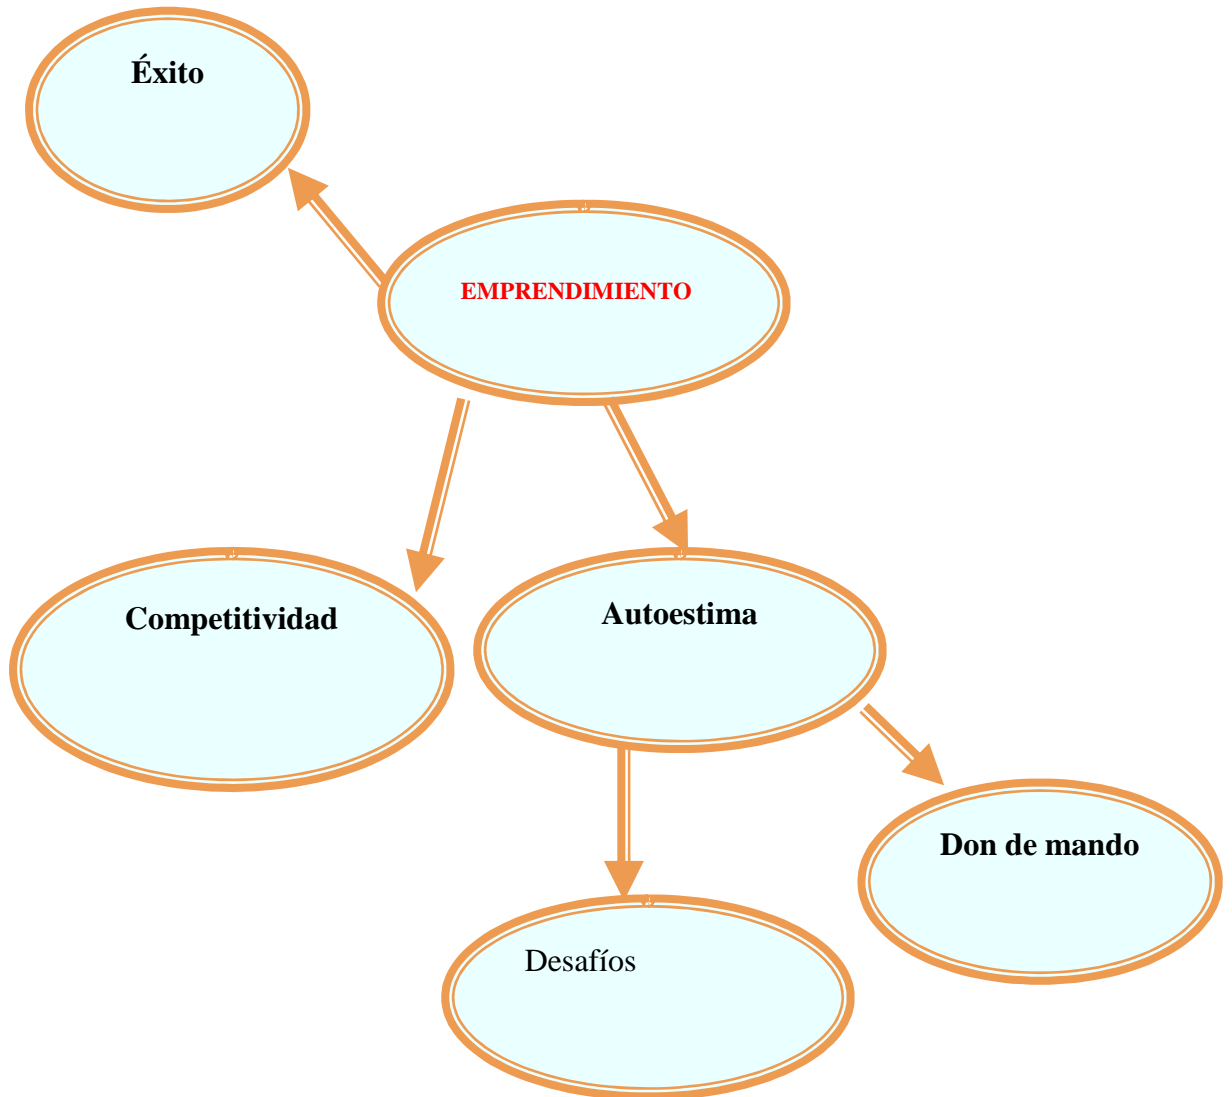 Éxito
EMPRENDIMIENTO
Competitividad
Autoestima
Don de mando
Desafíos